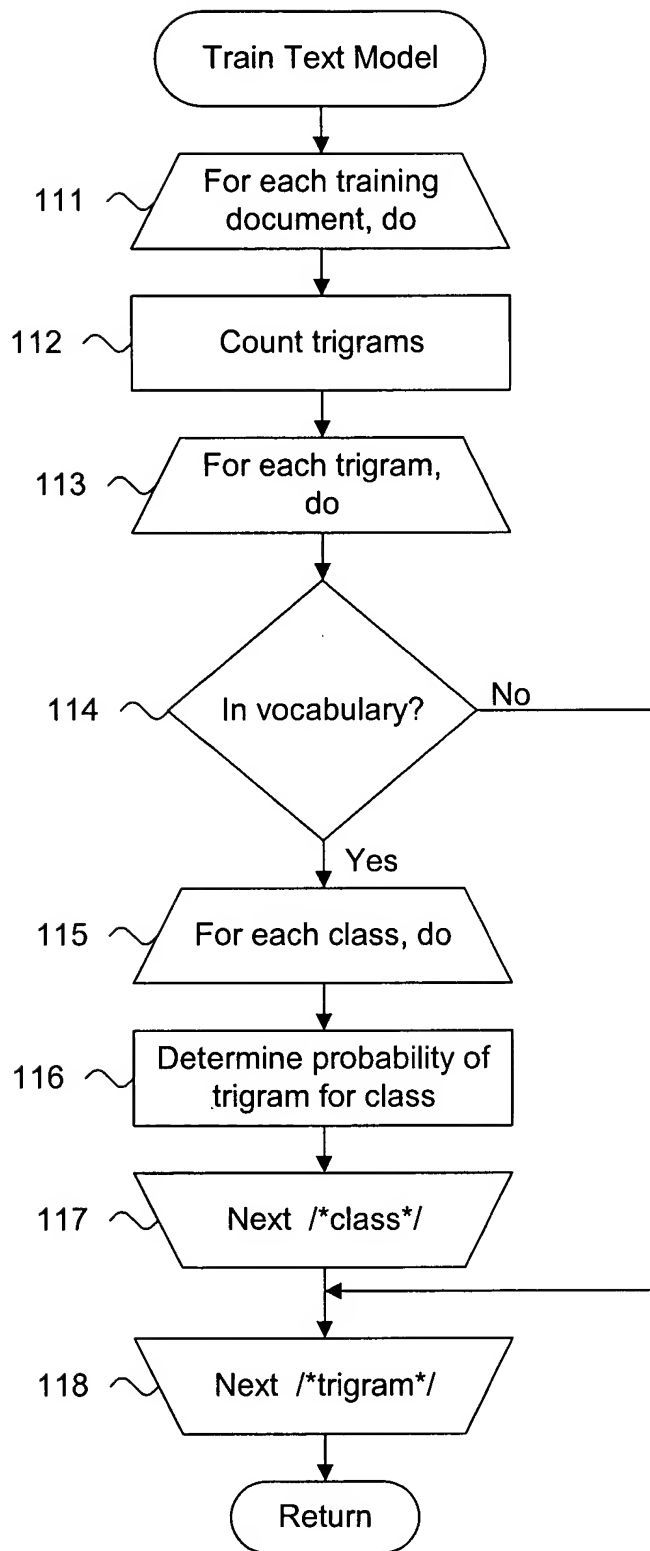 Train Text Model
111
For each training
document, do
112
Count trigrams
113
For each trigram,
do
114
In vocabulary?
No
Yes
115
For each class, do
116
Determine probability of
trigram for class
117
Next /*class*/
118
Next /*trigram*/
Return